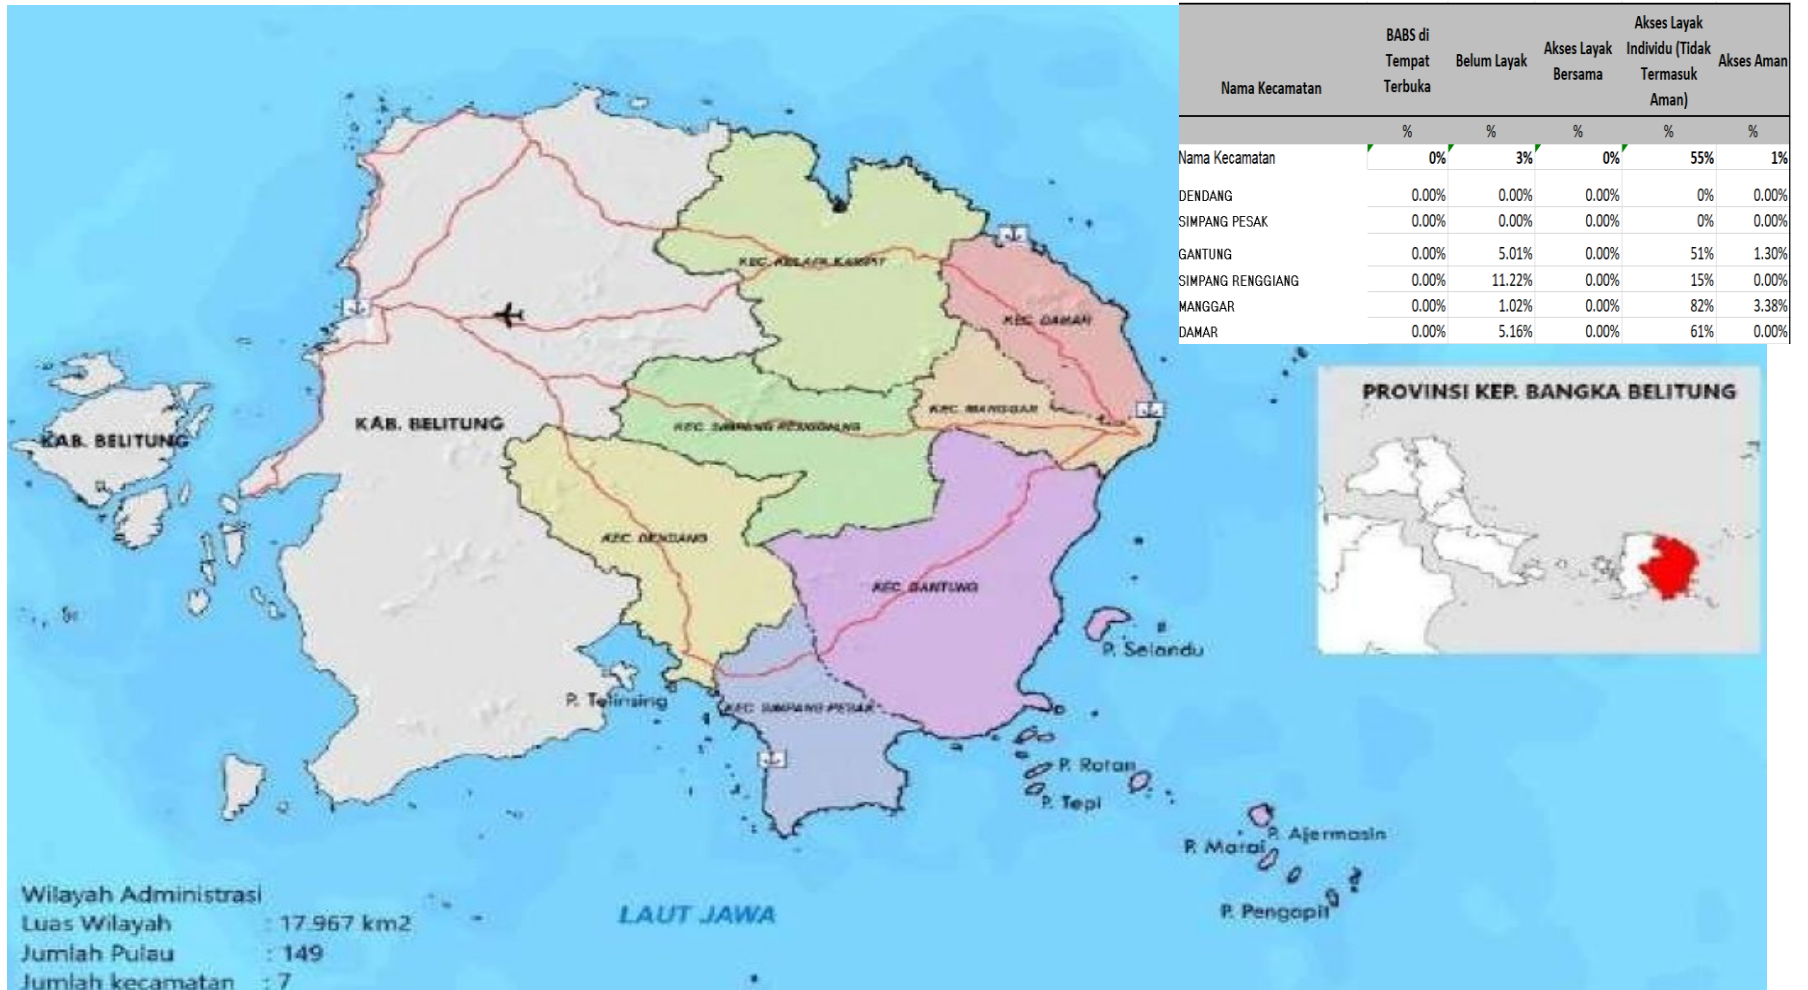 Nama Kecamatan
BABS di
Tempat
Terbuka
Belum Layak
Akses Layak
Bersama
Akses Layak
Individu (Tidak
Termasuk
Aman)
Akses Aman
% % % % %
Nama Kecamatan 0% 3% 0% 55% 1%
DENDANG 0.00% 0.00% 0.00% 0% 0.00%
SIMPANG PESAK 0.00% 0.00% 0.00% 0% 0.00%
GANTUNG 0.00% 5.01% 0.00% 51% 1.30%
SIMPANG RENGGIANG 0.00% 11.22% 0.00% 15% 0.00%
MANGGAR 0.00% 1.02% 0.00% 82% 3.38%
DAMAR 0.00% 5.16% 0.00% 61% 0.00%
KEC. KELAPA KAMPIT
KEC. DAMAR
KEC. MANGGAR
KAB. BELITUNG
KEC. SIMPANG RENGGIANG
KAB. BELITUNG
KEC. DENDANG
KEC. GANTUNG
P. Selandu
P. Telinsing
KEC. SIMPANG PESAK
P. Rotan
P. Tepi
P. Ajermasin
P. Marai
P. Pengapit
PROVINSI KEP. BANGKA BELITUNG
LAUT JAWA
Wilayah Administrasi
Luas Wilayah : 17.967 km2
Jumlah Pulau : 149
Jumlah kecamatan : 7